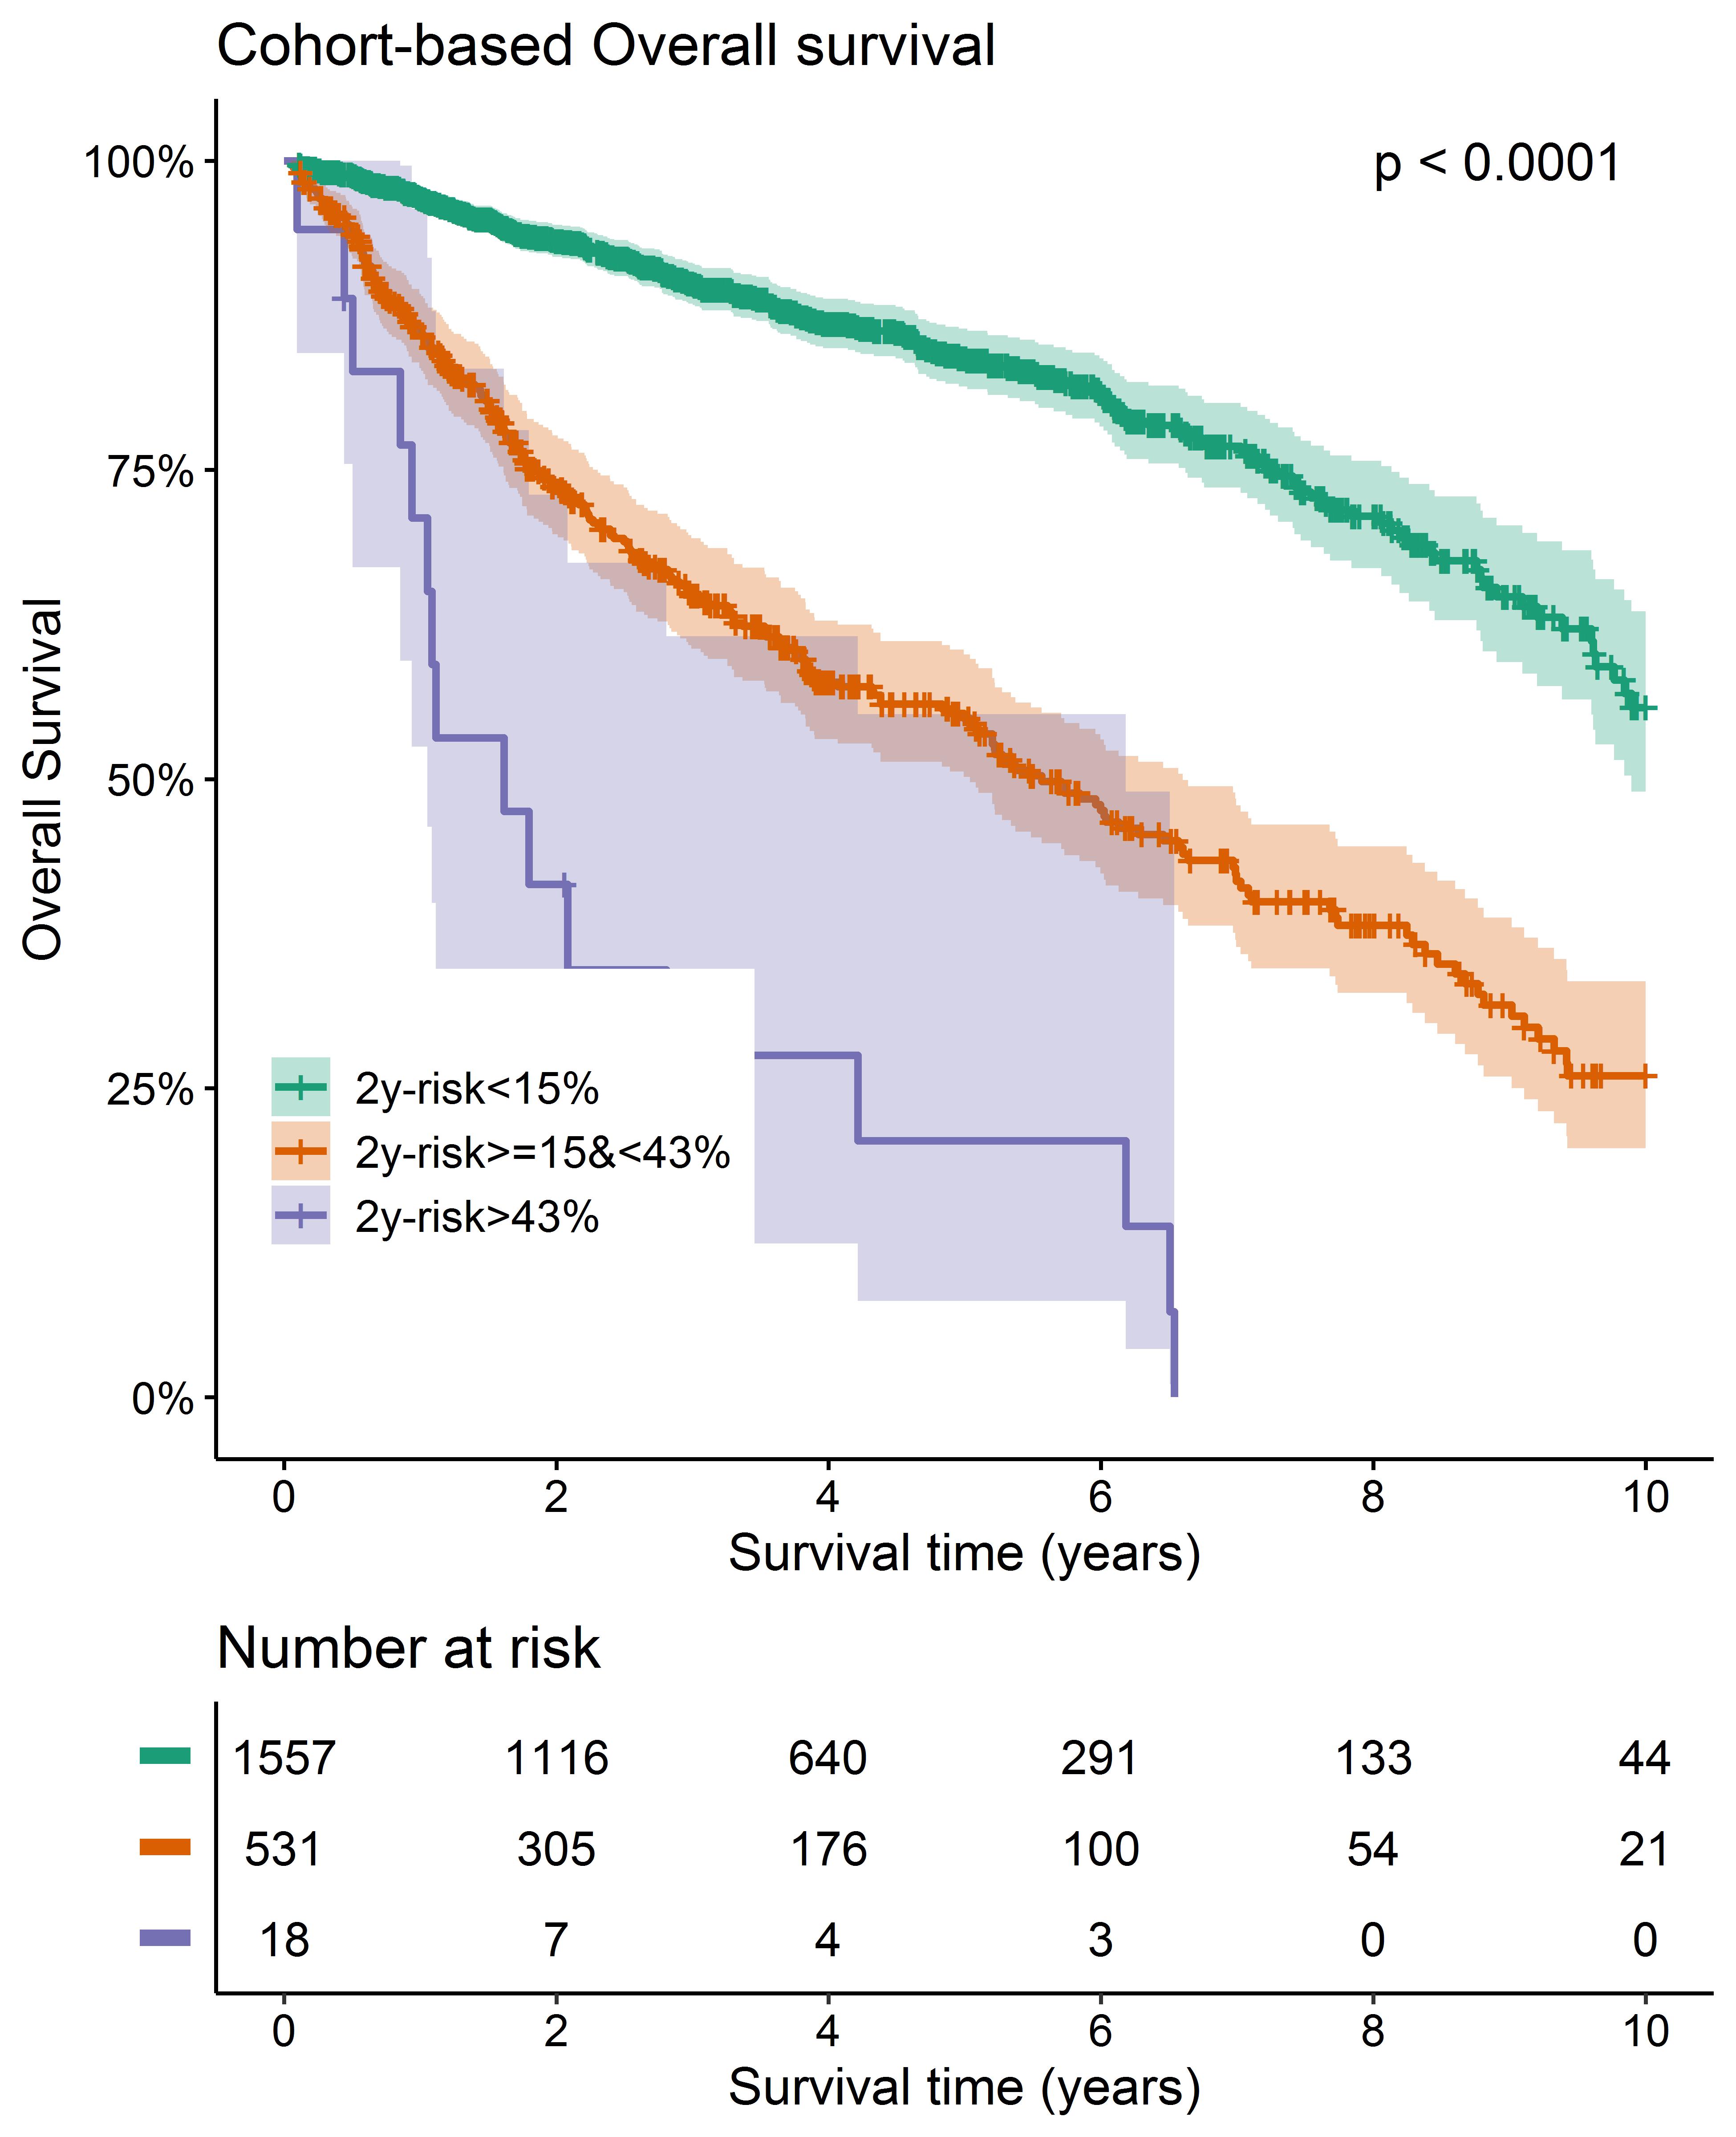 Cohort-based Overall survival
p < 0.0001
100%
75%
50%
25%
0%
Overall Survival
2y-risk<15%
2y-risk>=15&<43%
2y-risk>43%
0 2 4 6 8 10
Survival time (years)
Number at risk
1557 1116 640 291 133 44
531 305 176 100 54 21
18 7 4 3 0 0
0 2 4 6 8 10
Survival time (years)